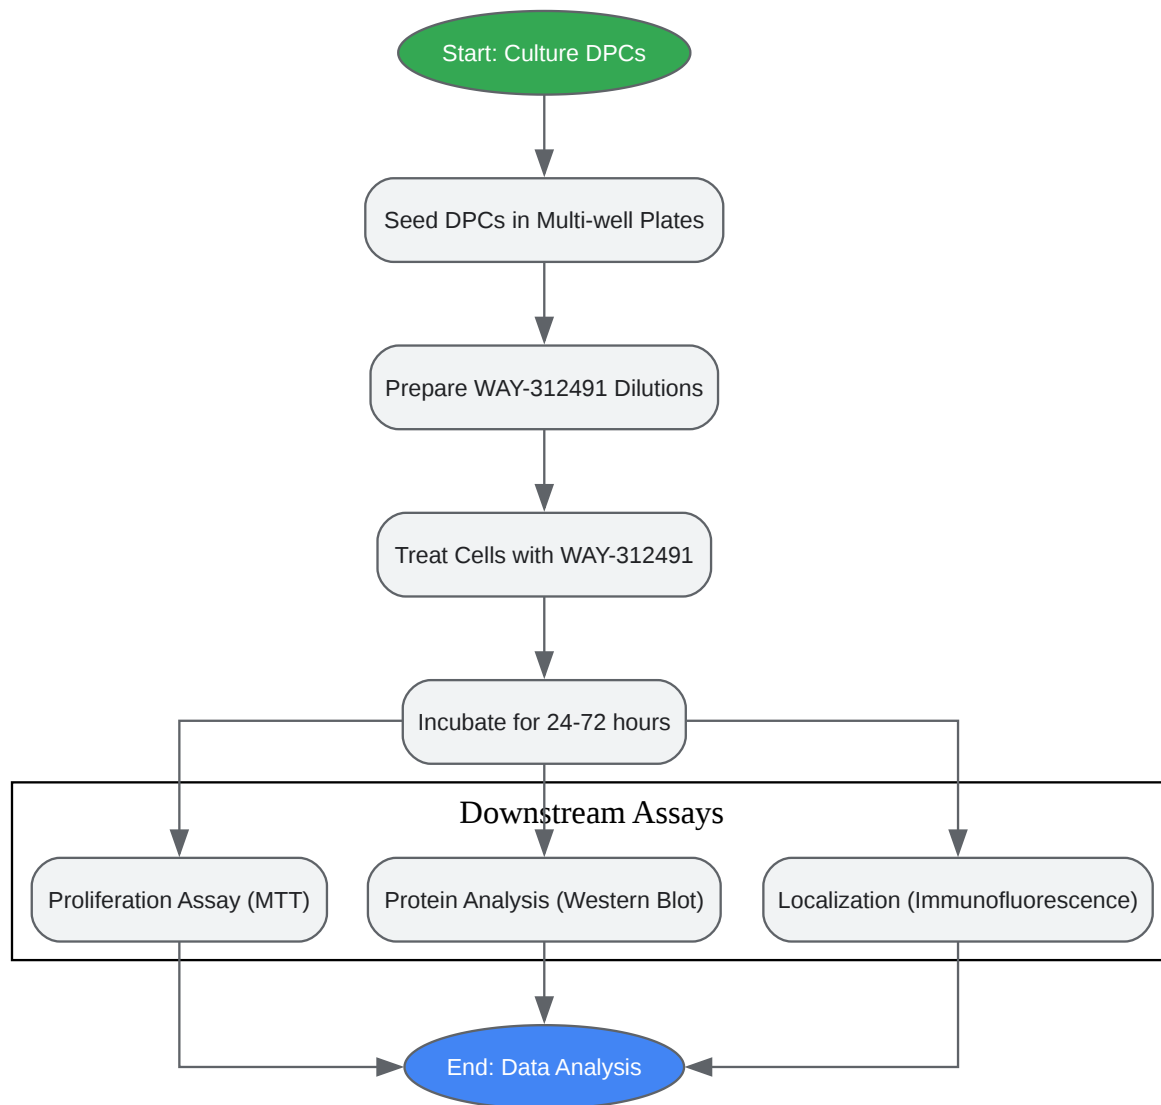 Start: Culture DPCs
Seed DPCs in Multi-well Plates
Prepare WAY-312491 Dilutions
Treat Cells with WAY-312491
Incubate for 24-72 hours
Downstream Assays
Proliferation Assay (MTT)
Protein Analysis (Western Blot)
Localization (Immunofluorescence)
End: Data Analysis